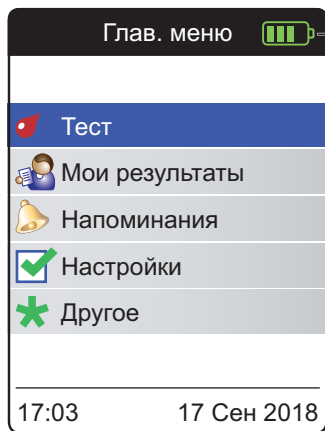 Глав. меню
Тест
Мои результаты
Напоминания
Настройки
Другое
17:03 17 Сен 2018